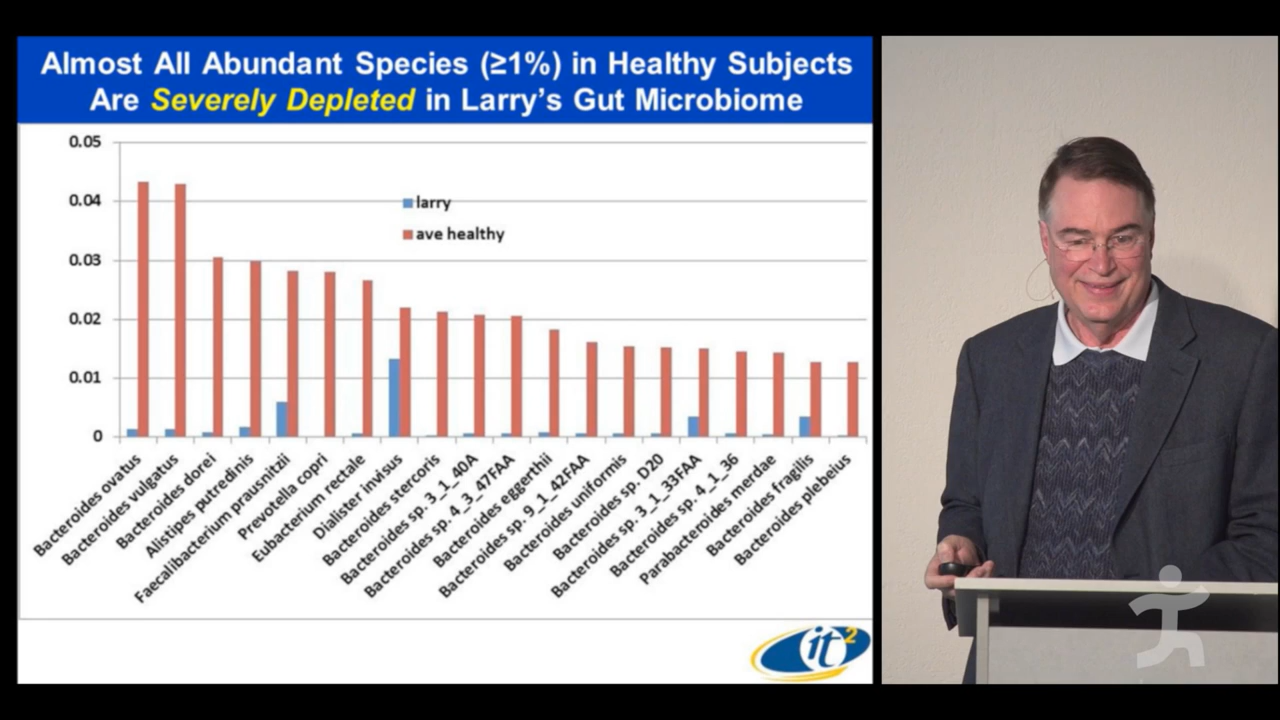 Almost All Abundant Species (≥1%) in Healthy Subjects
Are Severely Depleted in Larry's Gut Microbiome
0.05
0.04
0.03
0.02
0.01
0
larry
ave healthy
Bacteroides ovatus
Bacteroides vulgatus
Bacteroides dorei
Alistipes putredinis
Faecalibacterium prausnitzii
Prevotella copri
Eubacterium rectale
Dialister invisus
Bacteroides stercoris
Bacteroides sp. 3_1_40A
Bacteroides sp. 4_3_47FAA
Bacteroides eggerthii
Bacteroides sp. 9_1_42FAA
Bacteroides uniformis
Bacteroides sp. D20
Bacteroides sp. 3_1_33FAA
Bacteroides sp. 4_1_36
Parabacteroides merdae
Bacteroides fragilis
Bacteroides plebeius
it2